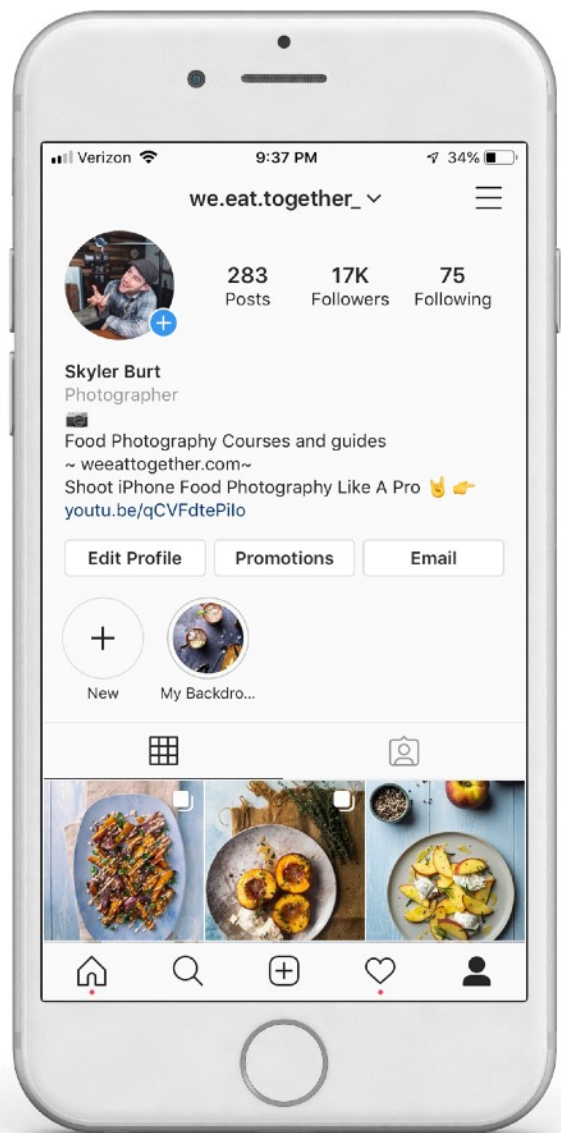 Verizon 9:37 PM 34%
we.eat.together_
283 17K 75
Posts Followers Following
Skyler Burt
Photographer
📷
Food Photography Courses and guides
~ weeattogether.com~
Shoot iPhone Food Photography Like A Pro 🤘 👉
youtu.be/qCVFdtePilo
Edit Profile Promotions Email
New My Backdro...